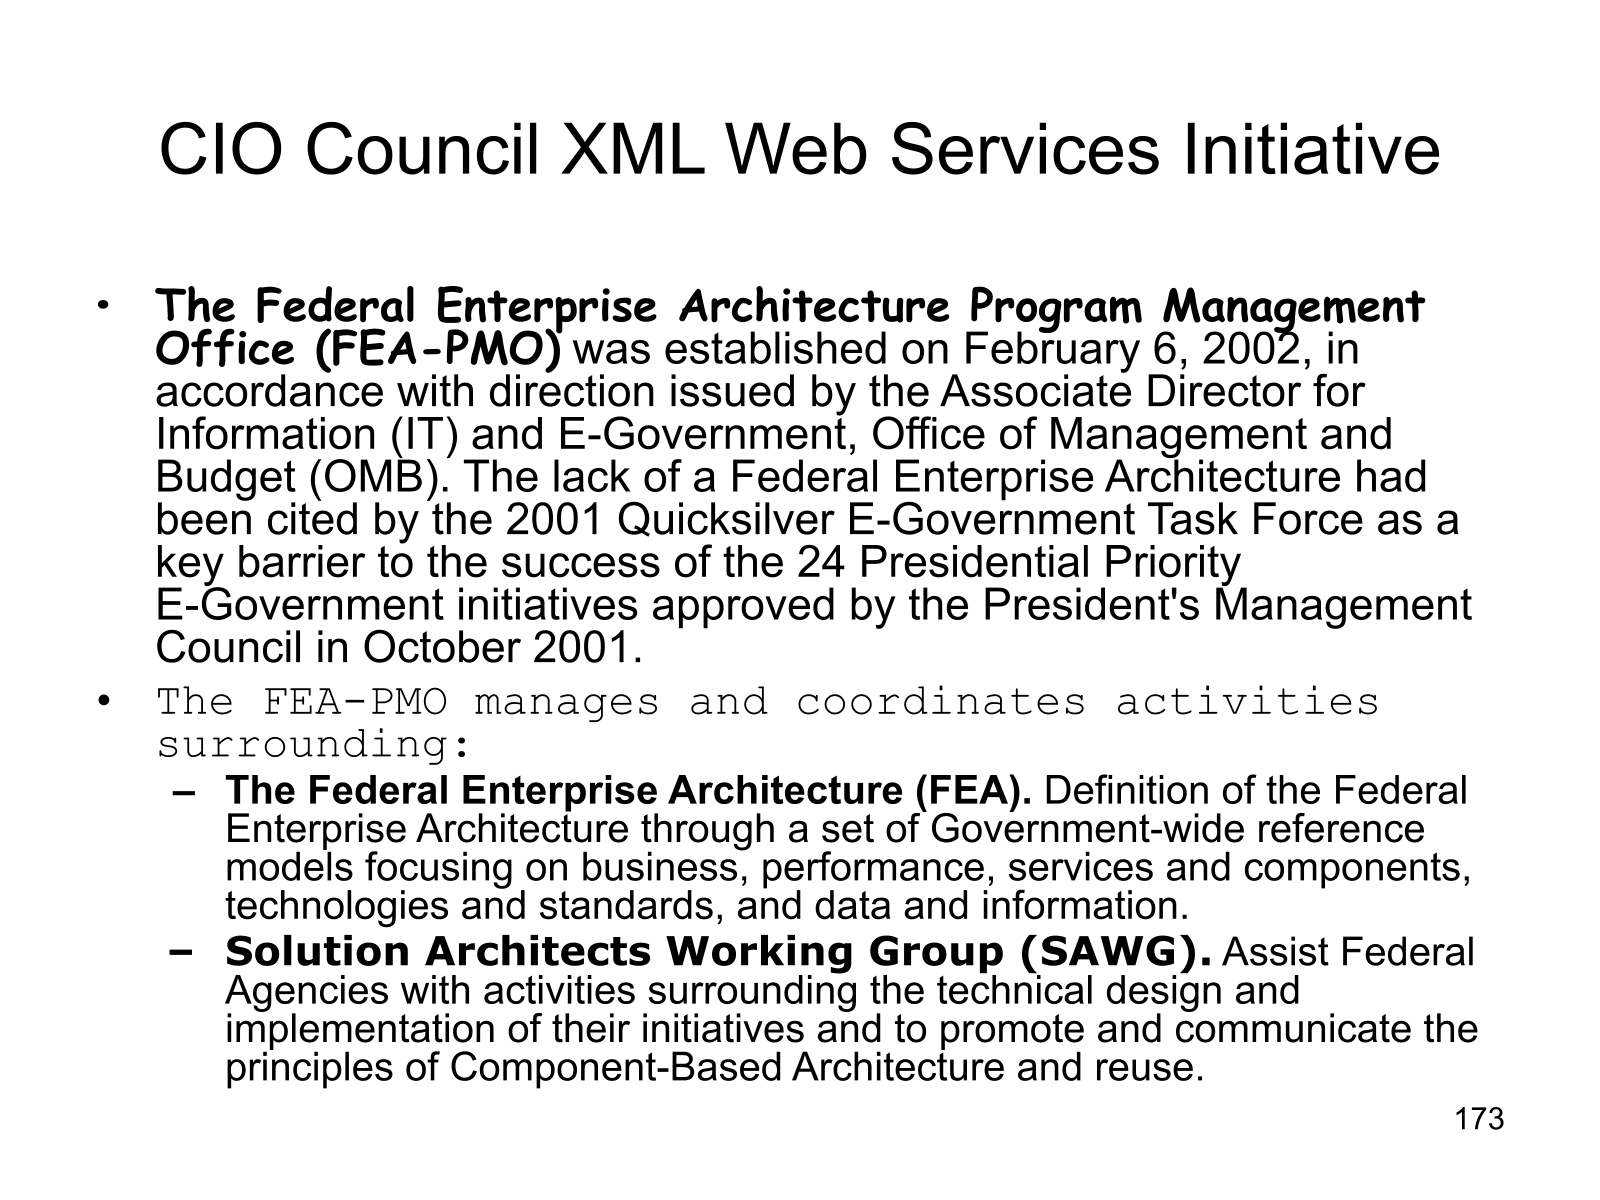 CIO Council XML Web Services Initiative
• The Federal Enterprise Architecture Program Management
Office (FEA-PMO) was established on February 6, 2002, in
accordance with direction issued by the Associate Director for
Information (IT) and E-Government, Office of Management and
Budget (OMB). The lack of a Federal Enterprise Architecture had
been cited by the 2001 Quicksilver E-Government Task Force as a
key barrier to the success of the 24 Presidential Priority
E-Government initiatives approved by the President's Management
Council in October 2001.
• The FEA-PMO manages and coordinates activities
surrounding:
– The Federal Enterprise Architecture (FEA). Definition of the Federal
Enterprise Architecture through a set of Government-wide reference
models focusing on business, performance, services and components,
technologies and standards, and data and information.
– Solution Architects Working Group (SAWG). Assist Federal
Agencies with activities surrounding the technical design and
implementation of their initiatives and to promote and communicate the
principles of Component-Based Architecture and reuse.
173